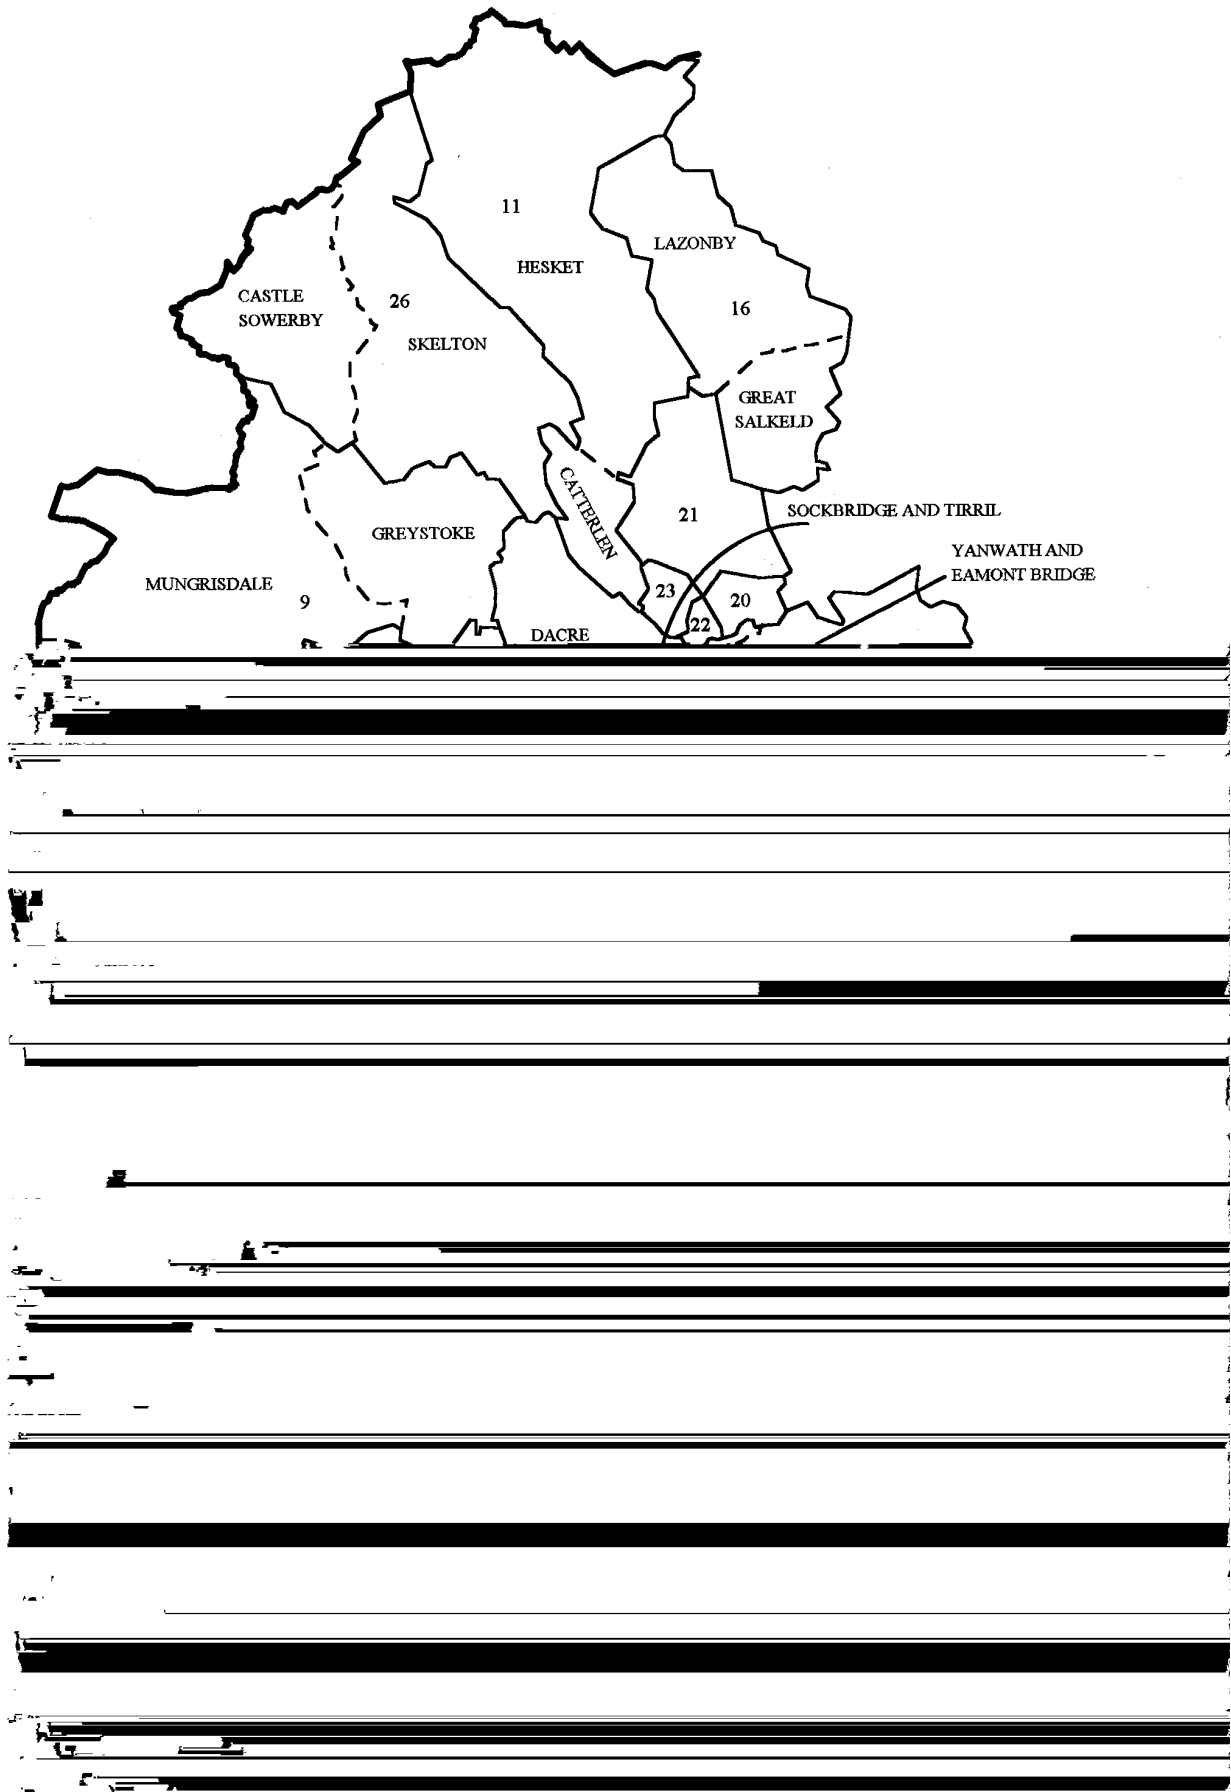 11
LAZONBY
HESKET
CASTLE
SOWERBY
26
16
SKELTON
GREAT
SALKELD
CATTERLEN
21
SOCKBRIDGE AND TIRRIL
GREYSTOKE
YANWATH AND
EAMONT BRIDGE
MUNGRISDALE
9
23
20
22
DACRE